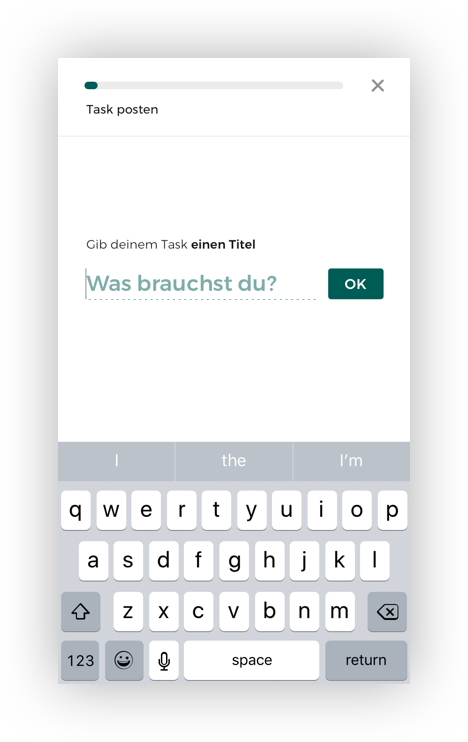 Task posten
Gib deinem Task einen Titel
Was brauchst du?
OK
I the I'm
q w e r t y u i o p
a s d f g h j k l
z x c v b n m
123 space return